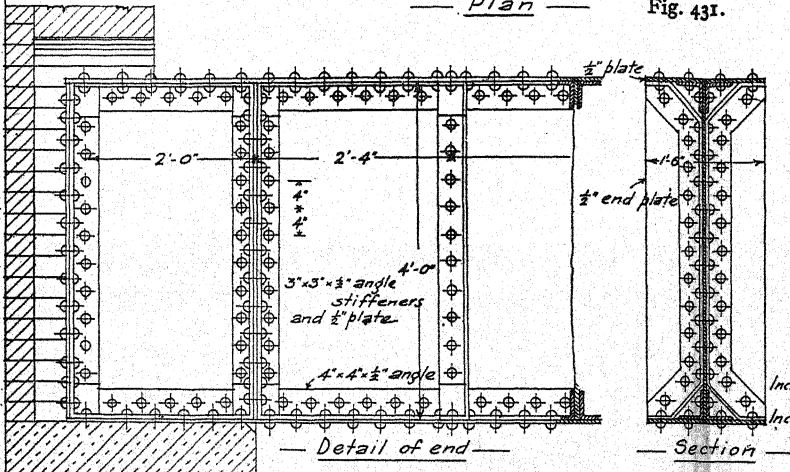 Plan
Fig. 431.
½" plate
2'-0"
2'-4"
1'-6"
½" end plate
4"
4"
4'-0"
3"×3"×½" angle
stiffeners
and ½" plate
4"×4"×½" angle
Inc
Inc
Detail of end
Section